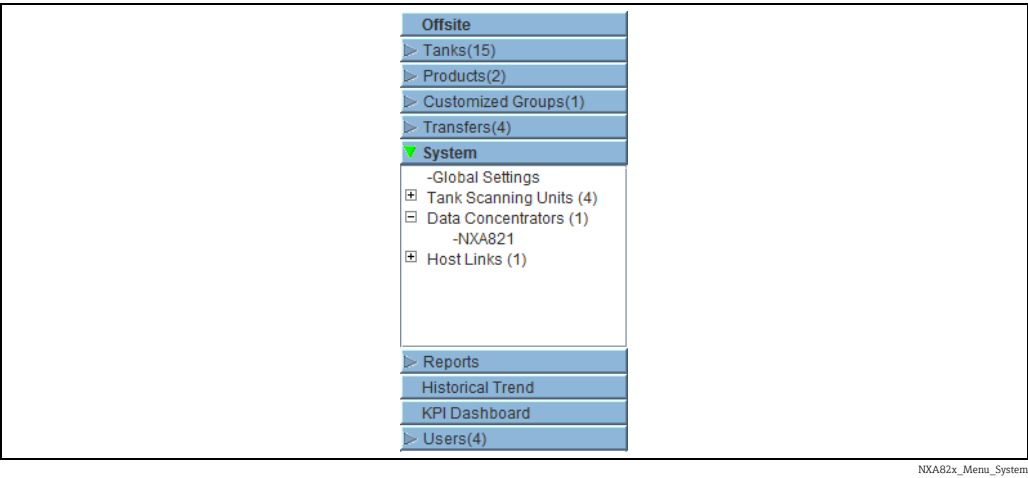 Offsite
Tanks(15)
Products(2)
Customized Groups(1)
Transfers(4)
System
-Global Settings
Tank Scanning Units (4)
Data Concentrators (1)
-NXA821
Host Links (1)
Reports
Historical Trend
KPI Dashboard
Users(4)
NXA82x_Menu_System